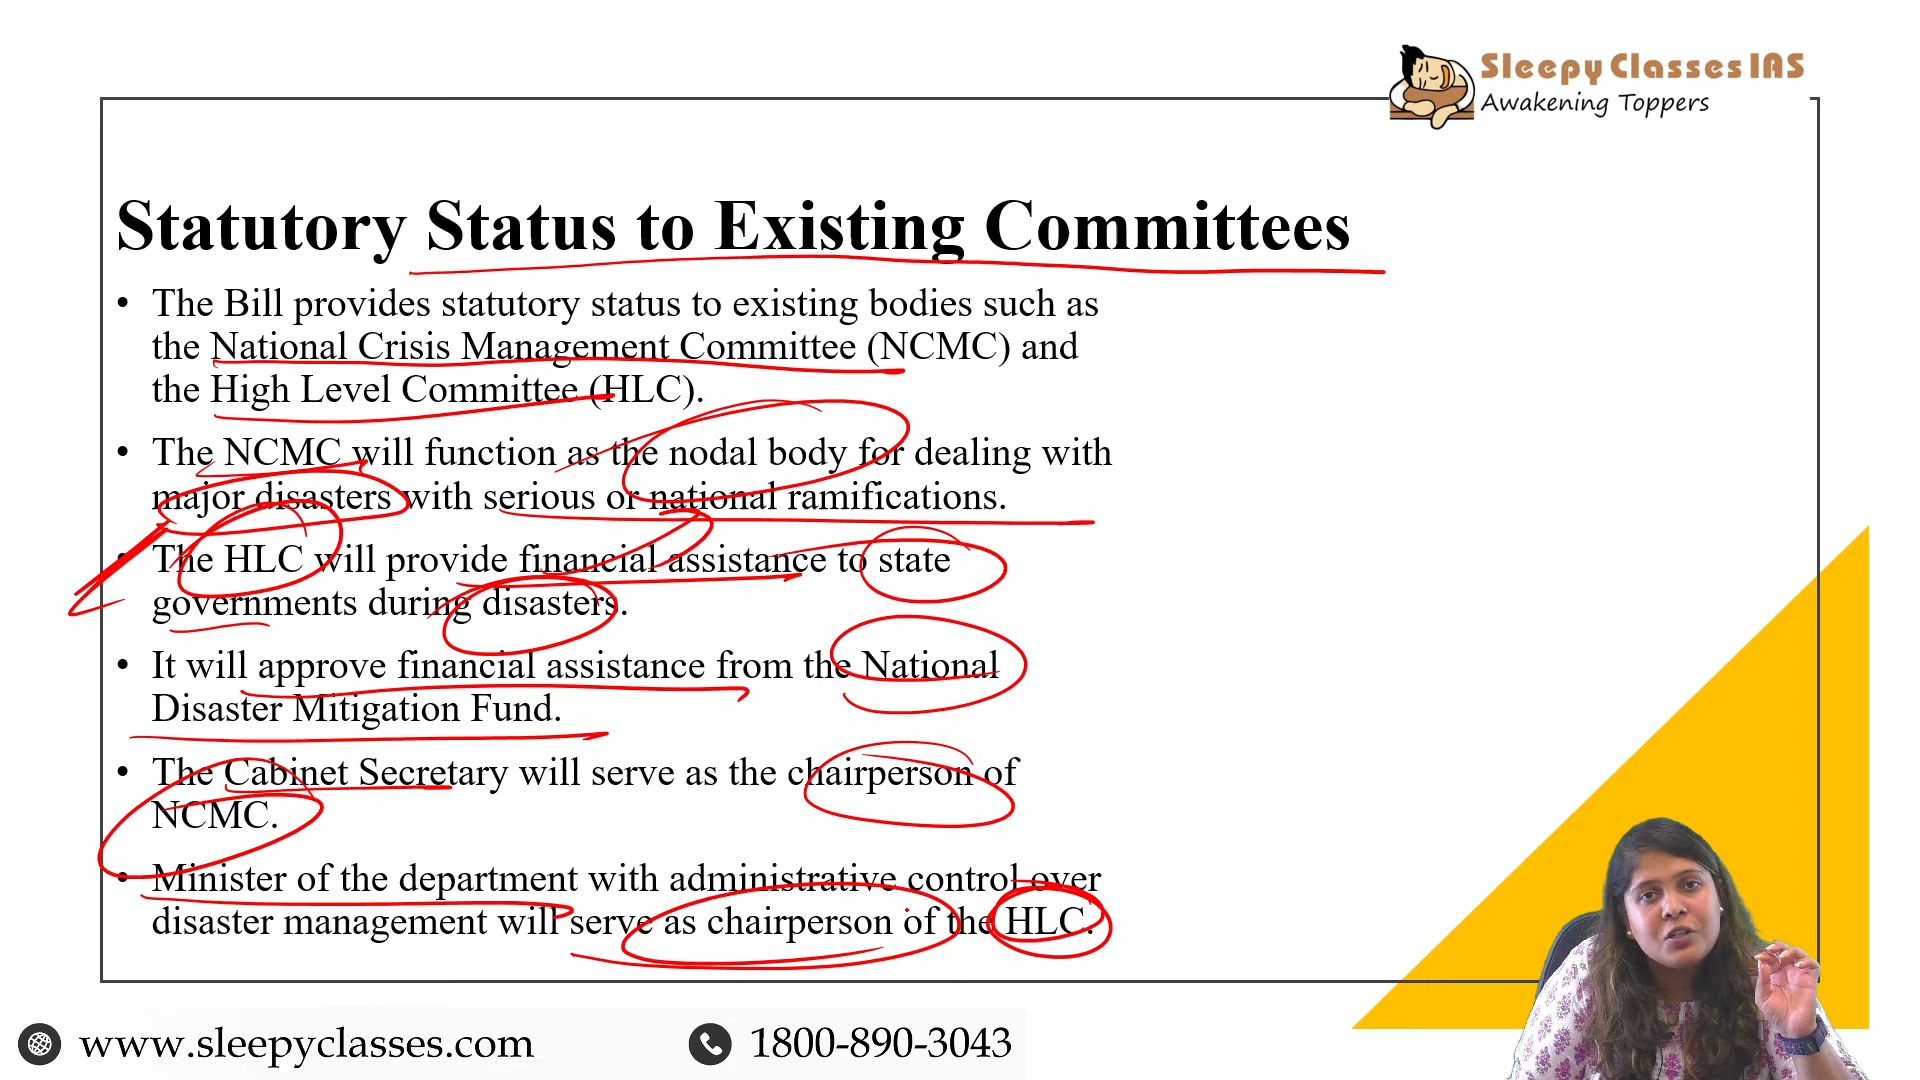 Sleepy Classes IAS
Awakening Toppers
Statutory Status to Existing Committees
• The Bill provides statutory status to existing bodies such as
the National Crisis Management Committee (NCMC) and
the High Level Committee (HLC).
• The NCMC will function as the nodal body for dealing with
major disasters with serious or national ramifications.
• The HLC will provide financial assistance to state
governments during disasters.
• It will approve financial assistance from the National
Disaster Mitigation Fund.
• The Cabinet Secretary will serve as the chairperson of
NCMC.
• Minister of the department with administrative control over
disaster management will serve as chairperson of the HLC.
www.sleepyclasses.com
1800-890-3043